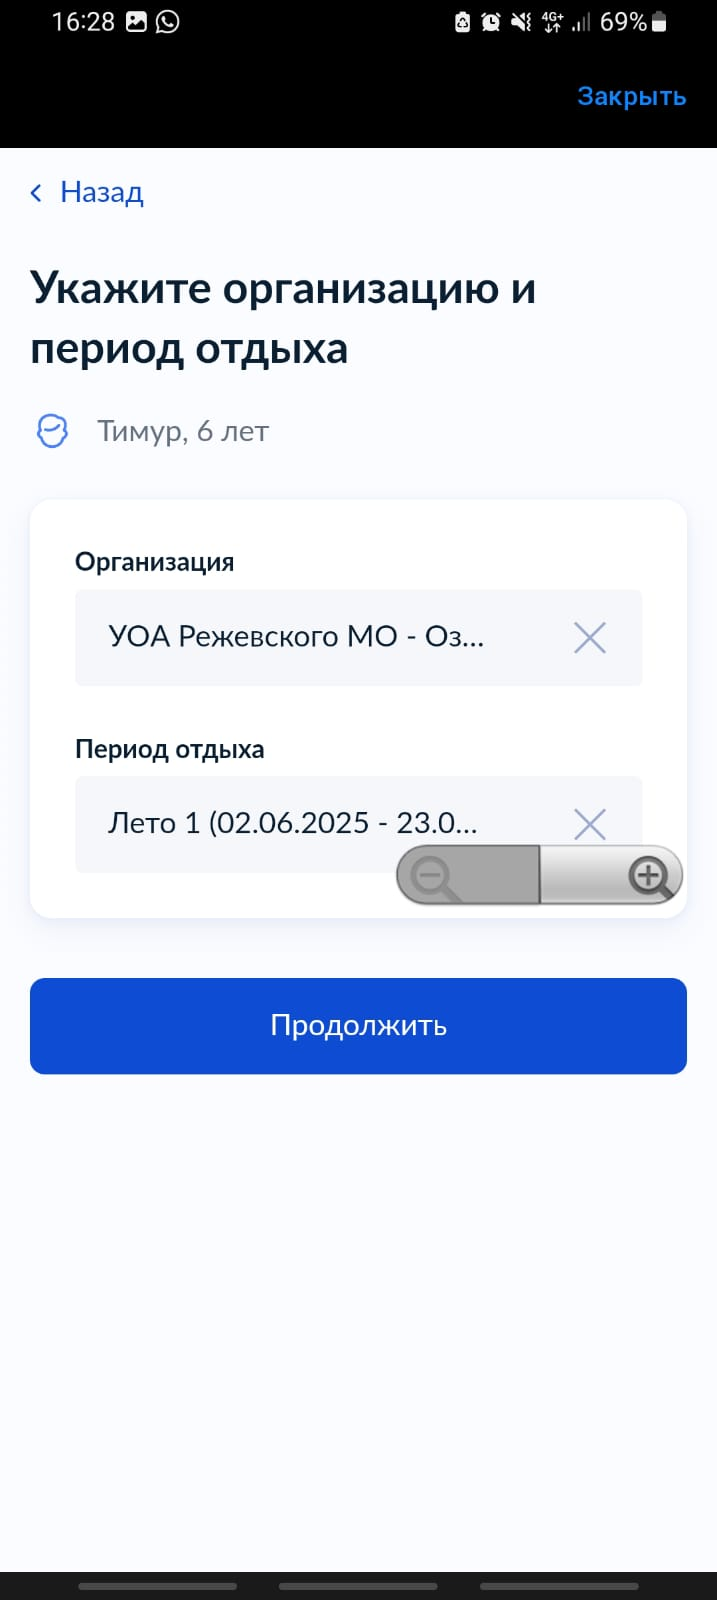 16:28
4G+
69%
Закрыть
Назад
Укажите организацию и
период отдыха
Тимур, 6 лет
Организация
УОА Режевского МО - Оз...
Период отдыха
Лето 1 (02.06.2025 - 23.0...
Продолжить